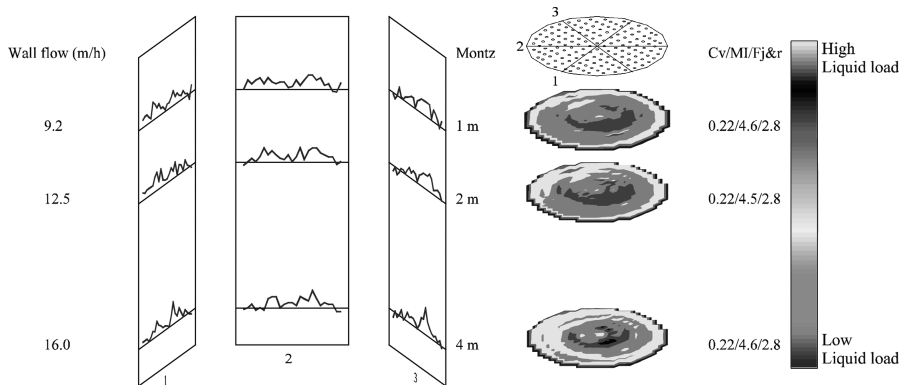 3
High
Wall flow (m/h) Montz 2 Cv/MI/Fj&r Liquid load
1
9.2 1 m 0.22/4.6/2.8
12.5 2 m 0.22/4.5/2.8
16.0 4 m 0.22/4.6/2.8
Low
Liquid load
2
1 3